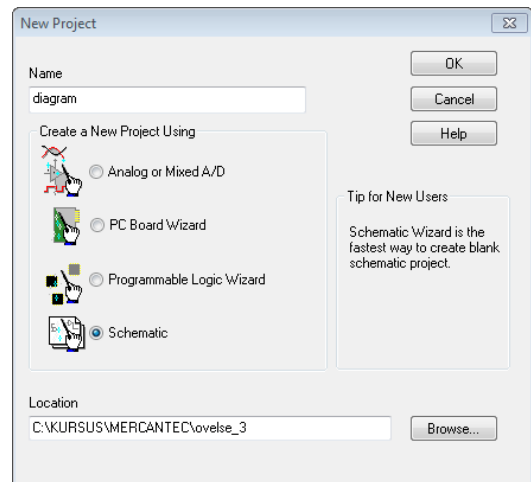 New Project
Name
diagram
OK
Cancel
Help
Create a New Project Using
Analog or Mixed A/D
PC Board Wizard
Programmable Logic Wizard
Schematic
Tip for New Users
Schematic Wizard is the
fastest way to create blank
schematic project.
Location
C:\KURSUS\MERCANTEC\ovelse_3
Browse...